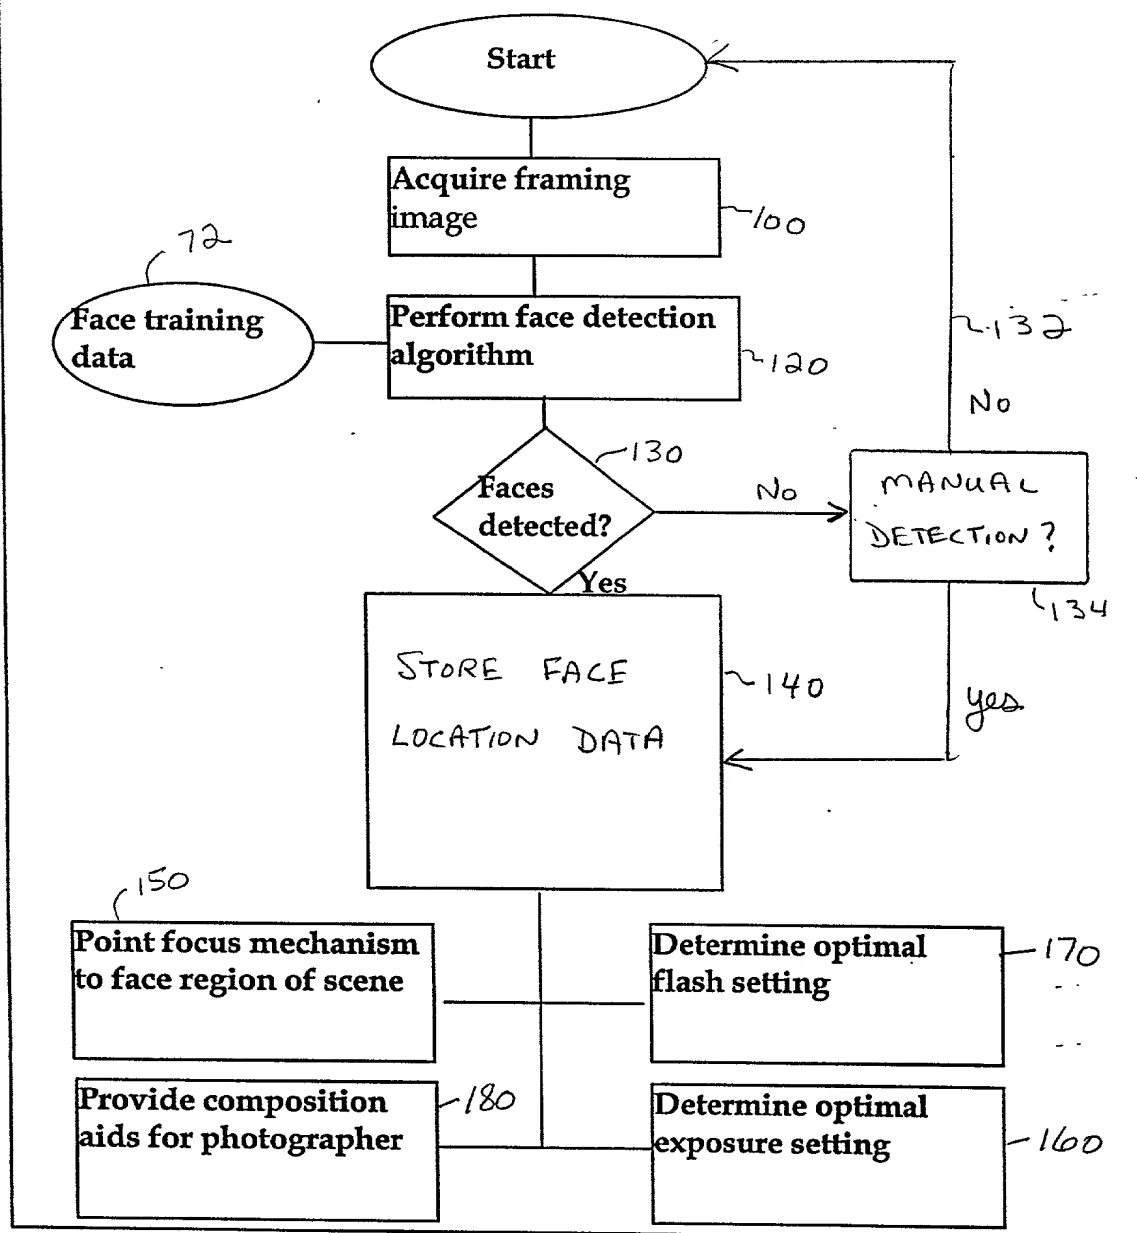 Start
Acquire framing
image
100
72
Face training
data
Perform face detection
algorithm
120
132
No
130
Faces
detected?
No
MANUAL
DETECTION?
134
Yes
STORE FACE
LOCATION DATA
140
yes
150
Point focus mechanism
to face region of scene
Determine optimal
flash setting
170
Provide composition
aids for photographer
180
Determine optimal
exposure setting
160